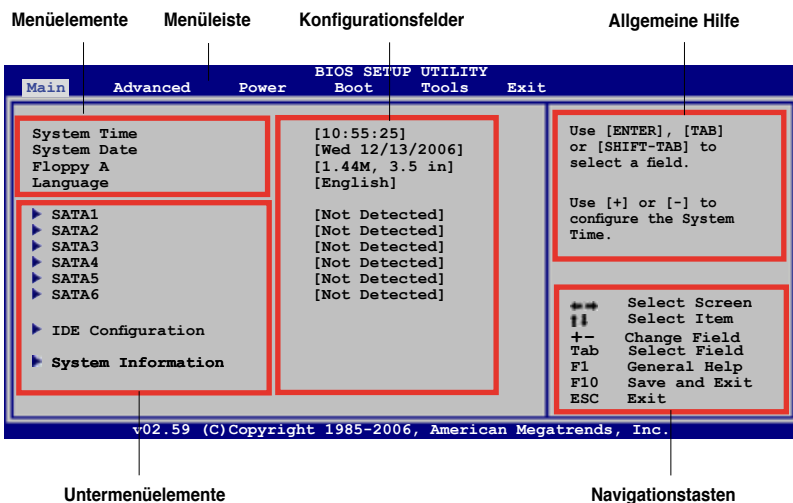 Menüelemente Menüleiste Konfigurationsfelder Allgemeine Hilfe
BIOS SETUP UTILITY
Main Advanced Power Boot Tools Exit
System Time [10:55:25]
System Date [Wed 12/13/2006]
Floppy A [1.44M, 3.5 in]
Language [English]
SATA1 [Not Detected]
SATA2 [Not Detected]
SATA3 [Not Detected]
SATA4 [Not Detected]
SATA5 [Not Detected]
SATA6 [Not Detected]
IDE Configuration
System Information
Use [ENTER], [TAB]
or [SHIFT-TAB] to
select a field.
Use [+] or [-] to
configure the System
Time.
←→ Select Screen
↑↓ Select Item
+- Change Field
Tab Select Field
F1 General Help
F10 Save and Exit
ESC Exit
v02.59 (C)Copyright 1985-2006, American Megatrends, Inc.
Untermenüelemente Navigationstasten